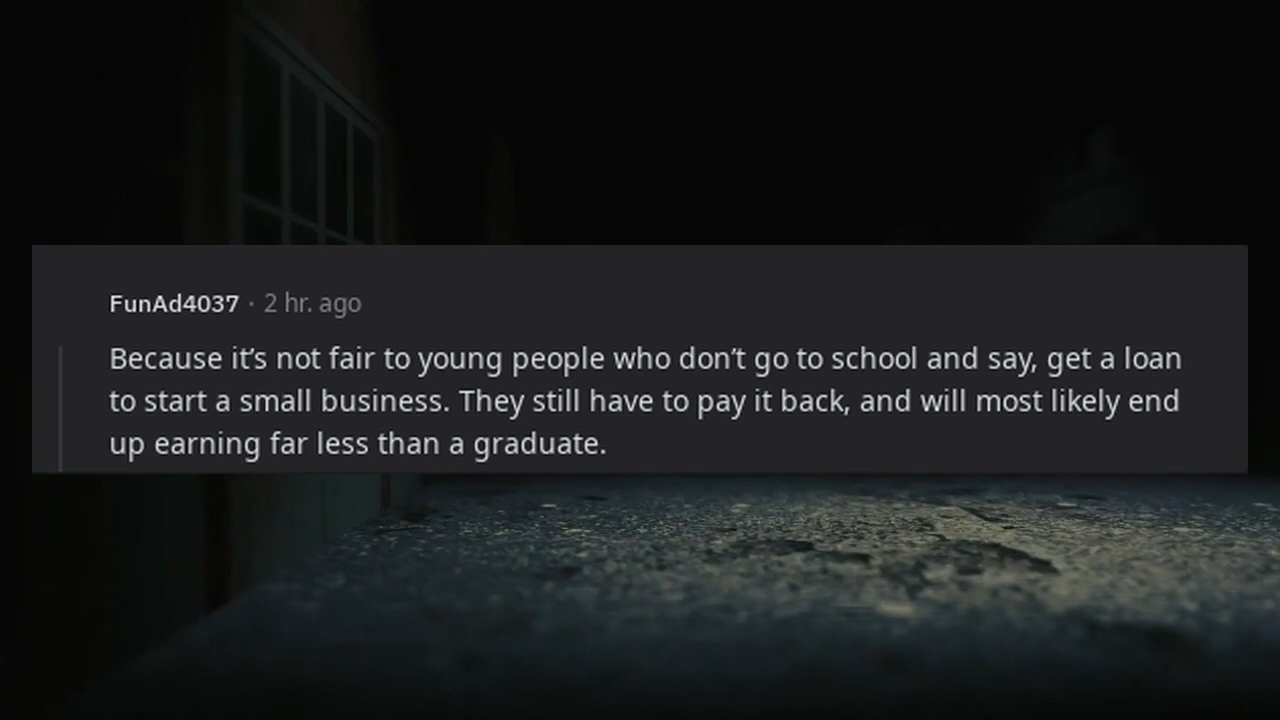 FunAd4037 · 2 hr. ago
Because it’s not fair to young people who don’t go to school and say, get a loan
to start a small business. They still have to pay it back, and will most likely end
up earning far less than a graduate.